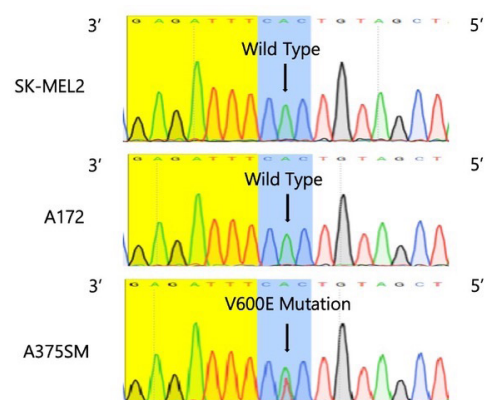 3' G A G A T T T C A C T G T A G C T 5'
Wild Type
SK-MEL2
3' G A G A T T T C A C T G T A G C T 5'
Wild Type
A172
3' G A G A T T T C A C T G T A G C T 5'
V600E Mutation
A375SM